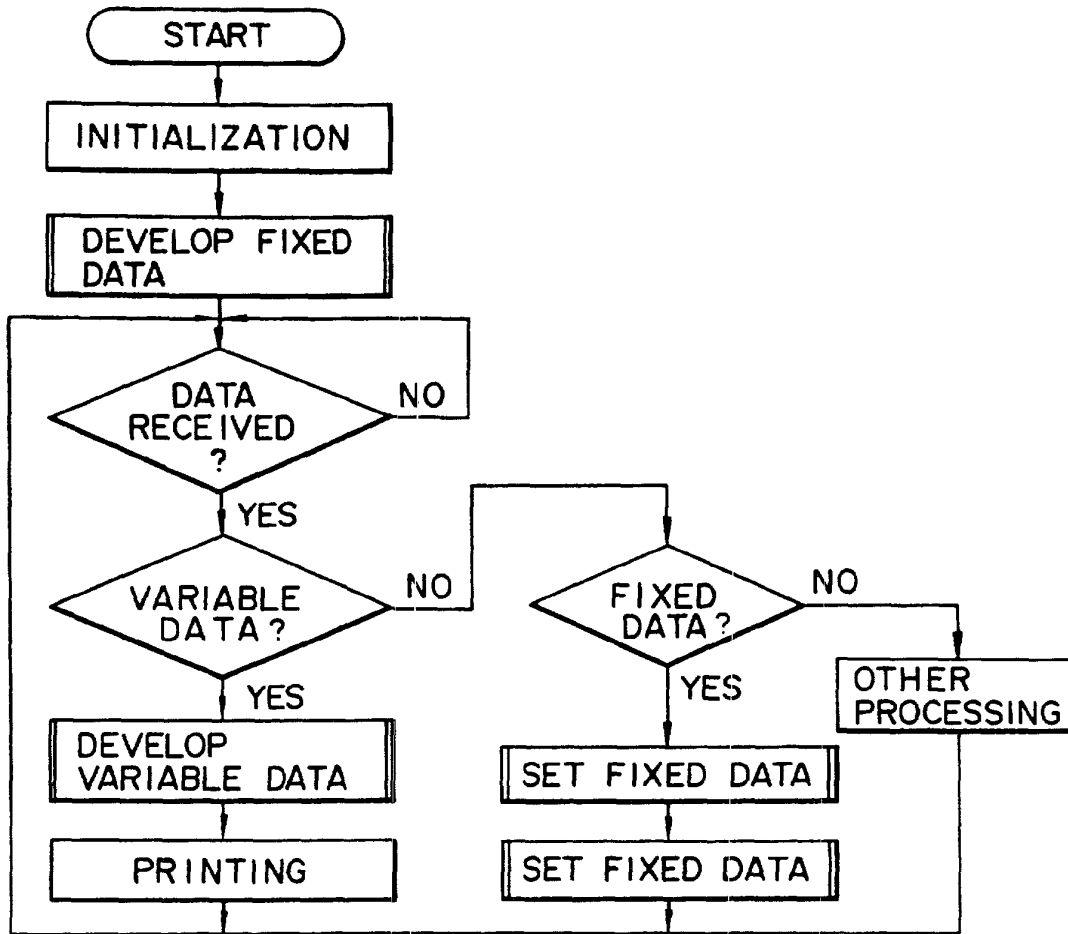 START
INITIALIZATION
DEVELOP FIXED
DATA
DATA
RECEIVED
?
NO
YES
VARIABLE
DATA?
NO
YES
DEVELOP
VARIABLE DATA
PRINTING
FIXED
DATA?
NO
YES
OTHER
PROCESSING
SET FIXED DATA
SET FIXED DATA